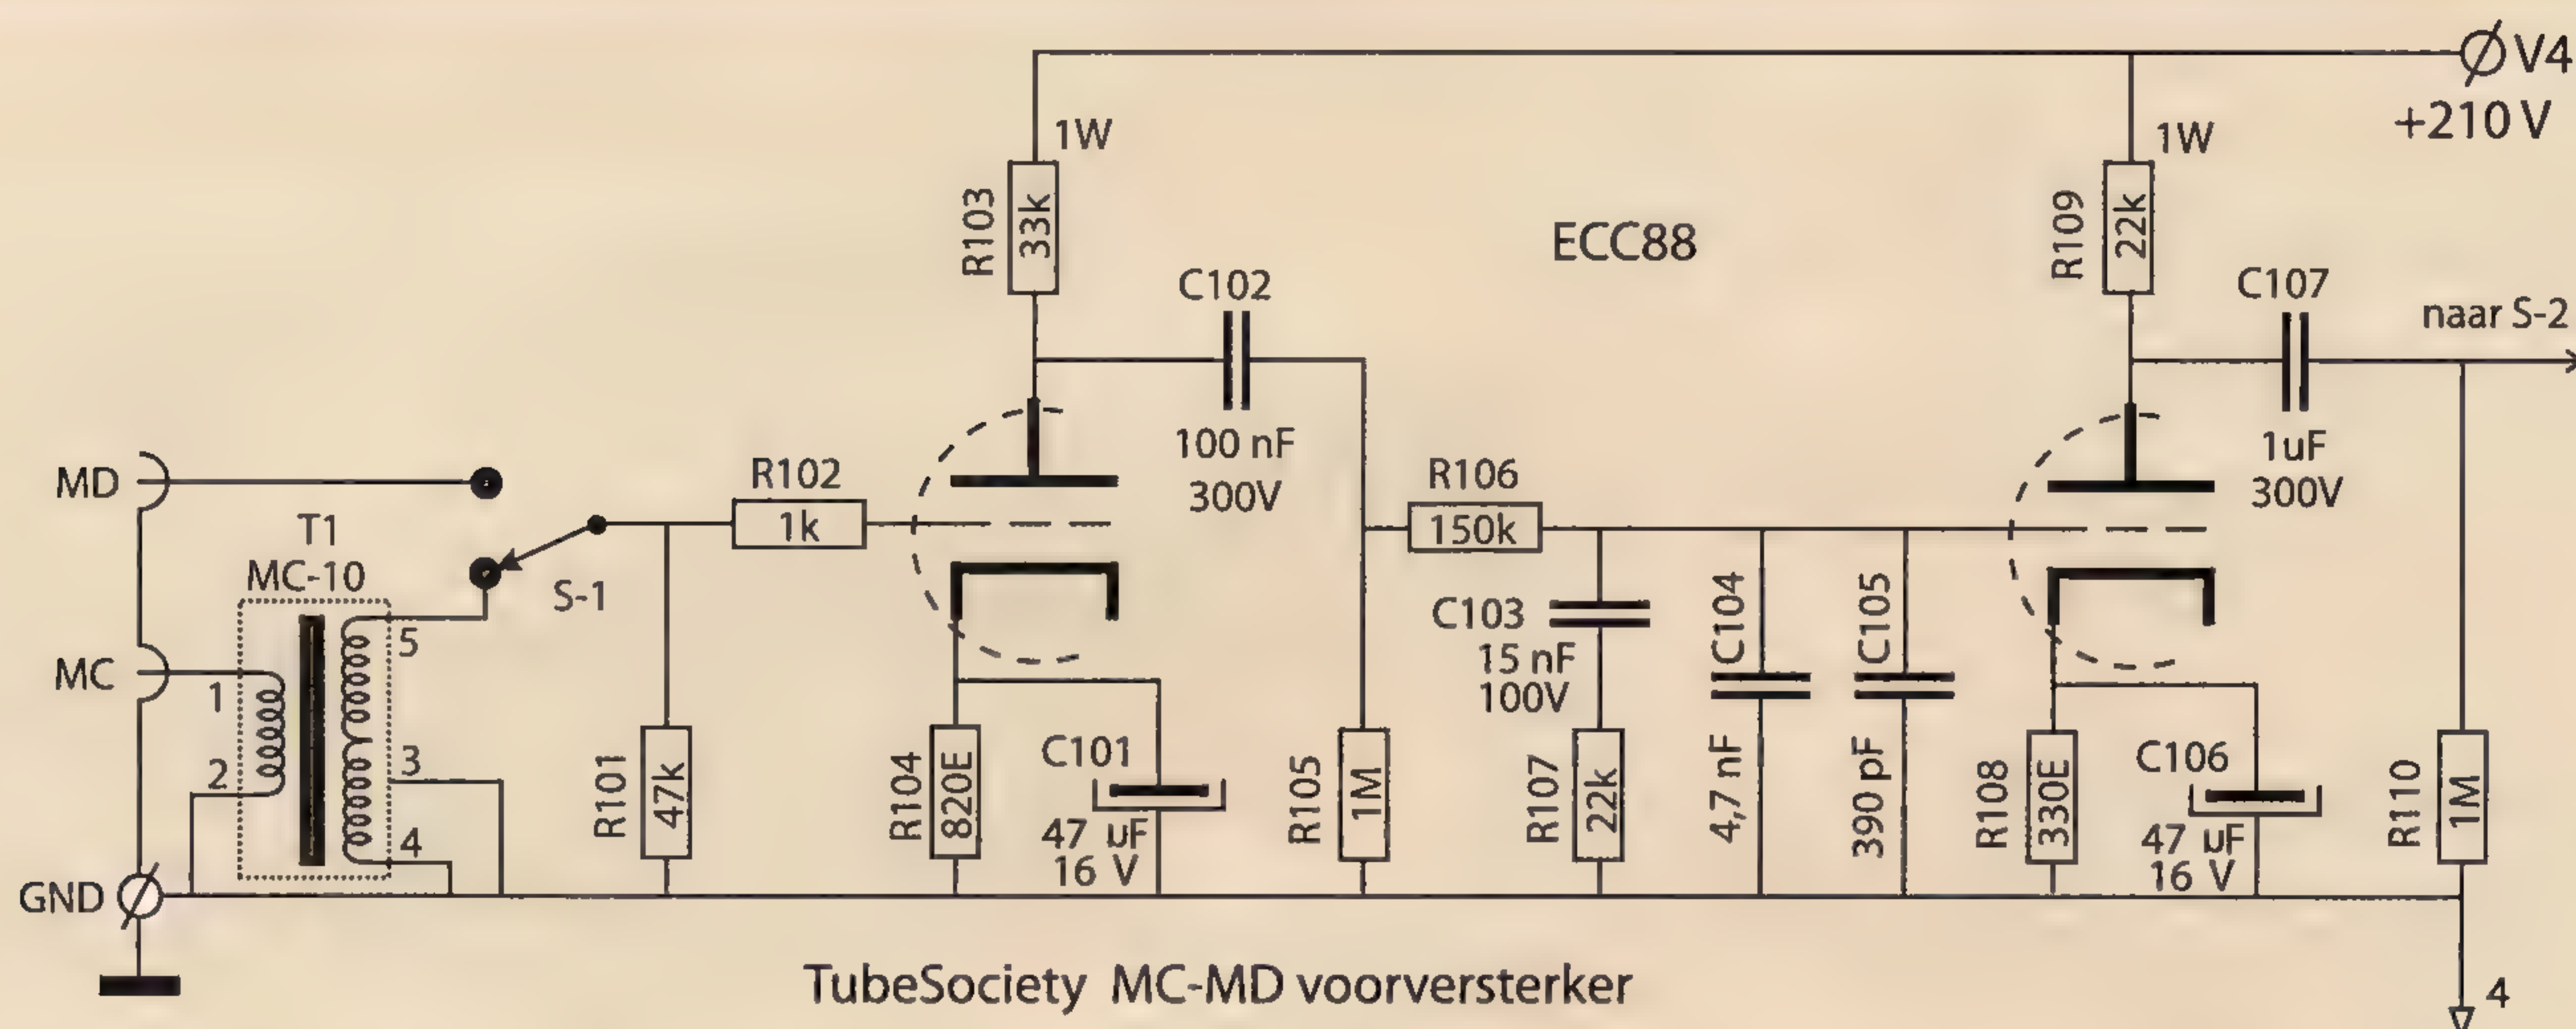 V4
+210 V
1W
R103
33k
1W
R109
22k
ECC88
C102
100 nF
300V
C107
1uF
300V
naar S-2
MD
T1
MC-10
S-1
R102
1k
R106
150k
MC
1
2
5
3
4
C103
15 nF
100V
C104
4,7 nF
C105
390 pF
R101
47k
R104
820E
C101
47 uF
16 V
R105
1M
R107
22k
R108
330E
C106
47 uF
16 V
R110
1M
GND
TubeSociety MC-MD voorversterker
4